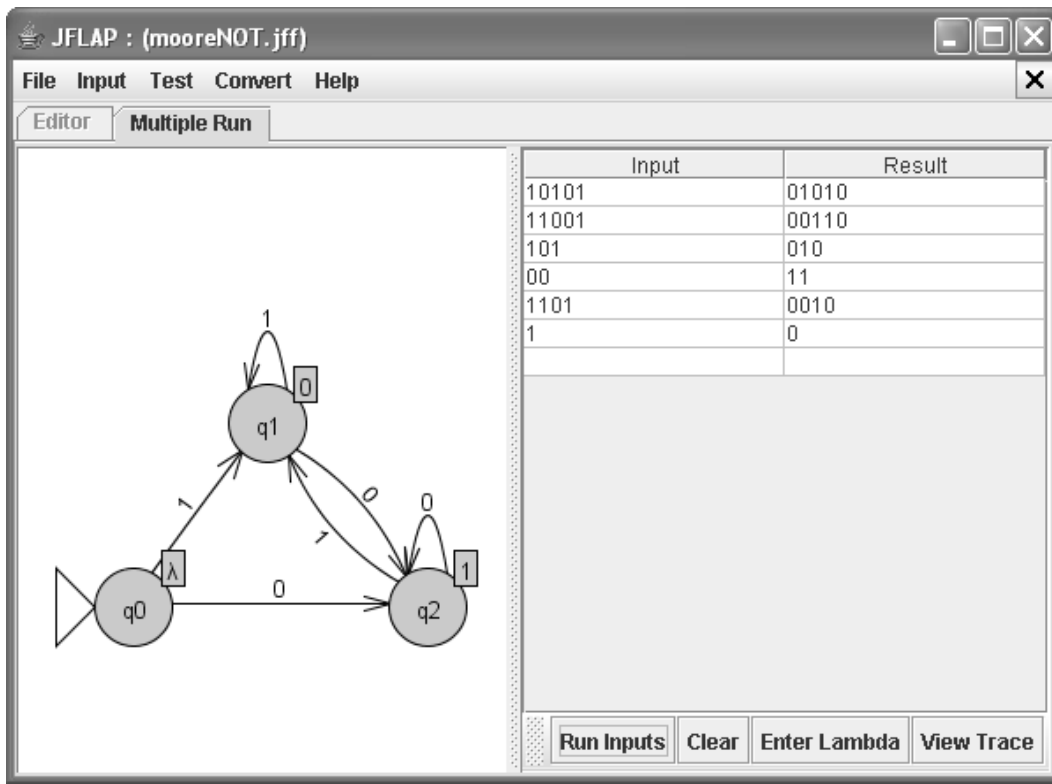 JFLAP : (mooreNOT.jff)
File Input Test Convert Help
Editor Multiple Run
Input Result
10101 01010
11001 00110
101 010
00 11
1101 0010
1 0
1
0
q1
1
0
1
0
λ
1
q0
0
q2
Run Inputs Clear Enter Lambda View Trace